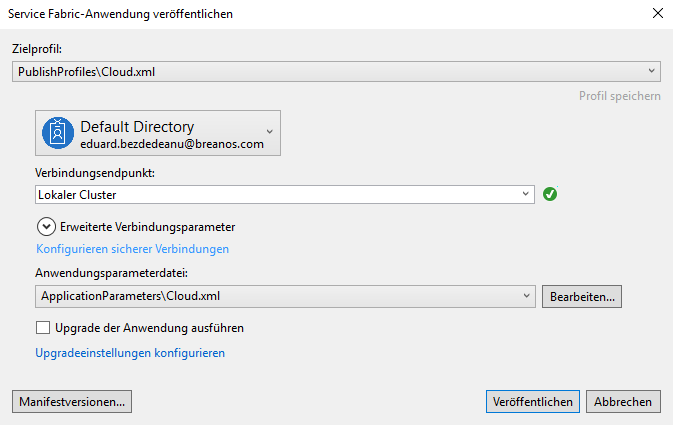 Service Fabric-Anwendung veröffentlichen
Zielprofil:
PublishProfiles\Cloud.xml
Profil speichern
Default Directory
eduard.bezdedeanu@breanos.com
Verbindungsendpunkt:
Lokaler Cluster
Erweiterte Verbindungsparameter
Konfigurieren sicherer Verbindungen
Anwendungsparameterdatei:
ApplicationParameters\Cloud.xml
Bearbeiten...
Upgrade der Anwendung ausführen
Upgradeeinstellungen konfigurieren
Manifestversionen...
Veröffentlichen
Abbrechen